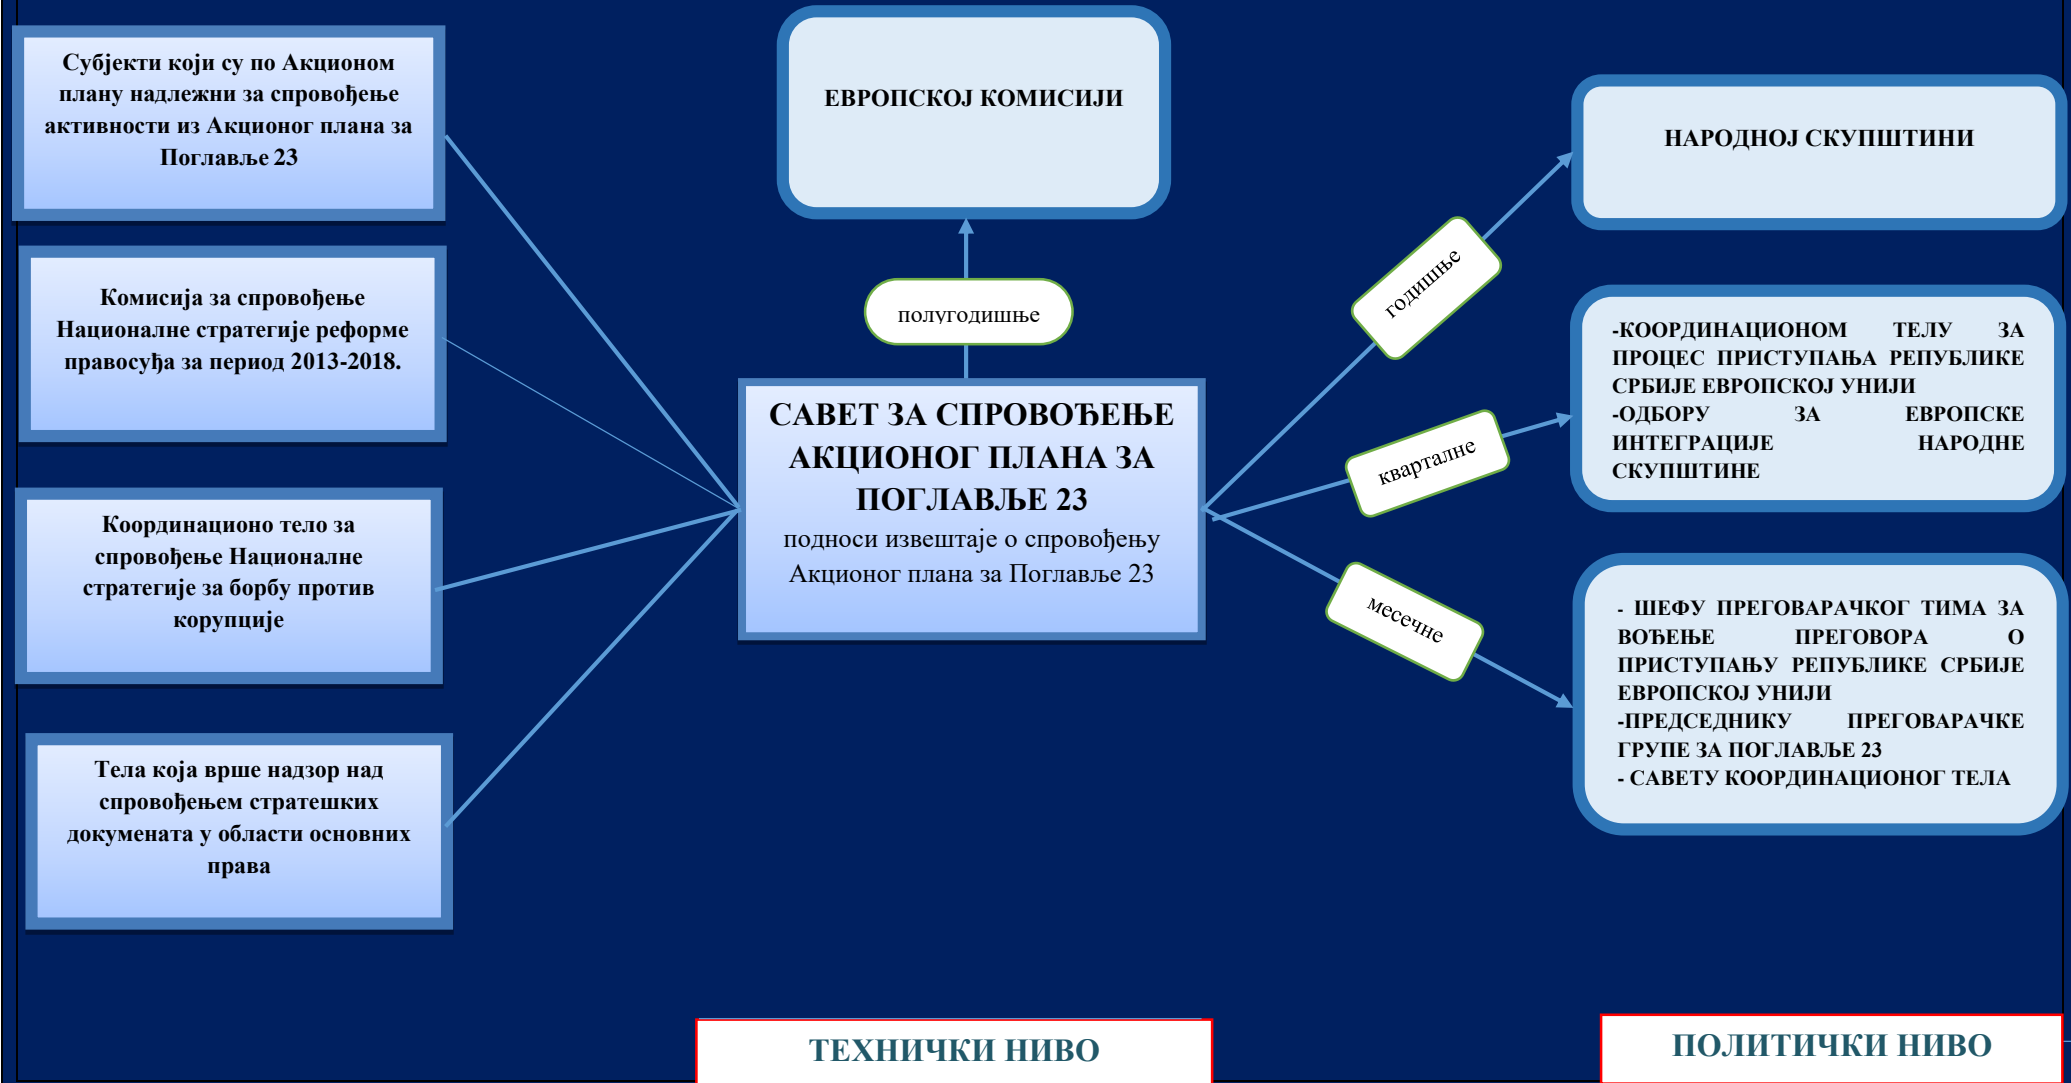 Субјекти који су по Акционом
плану надлежни за спровођење
активности из Акционог плана за
Поглавље 23
Комисија за спровођење
Националне стратегије реформе
правосуђа за период 2013-2018.
Координационо тело за
спровођење Националне
стратегије за борбу против
корупције
Тела која врше надзор над
спровођењем стратешких
докумената у области основних
права
ЕВРОПСКОЈ КОМИСИЈИ
полугодишње
САВЕТ ЗА СПРОВОЂЕЊЕ
АКЦИОНОГ ПЛАНА ЗА
ПОГЛАВЉЕ 23
подноси извештаје о спровођењу
Акционог плана за Поглавље 23
годишње
квартално
месечне
НАРОДНОЈ СКУПШТИНИ
-КООРДИНАЦИОНОМ ТЕЛУ ЗА
ПРОЦЕС ПРИСТУПАЊА РЕПУБЛИКЕ
СРБИЈЕ ЕВРОПСКОЈ УНИЈИ
-ОДБОРУ ЗА ЕВРОПСКЕ
ИНТЕГРАЦИЈЕ НАРОДНЕ
СКУПШТИНЕ
- ШЕФУ ПРЕГОВАРАЧКОГ ТИМА ЗА
ВОЂЕЊЕ ПРЕГОВОРА О
ПРИСТУПАЊУ РЕПУБЛИКЕ СРБИЈЕ
ЕВРОПСКОЈ УНИЈИ
-ПРЕДСЕДНИКУ ПРЕГОВАРАЧКЕ
ГРУПЕ ЗА ПОГЛАВЉЕ 23
- САВЕТУ КООРДИНАЦИОНОГ ТЕЛА
ТЕХНИЧКИ НИВО
ПОЛИТИЧКИ НИВО